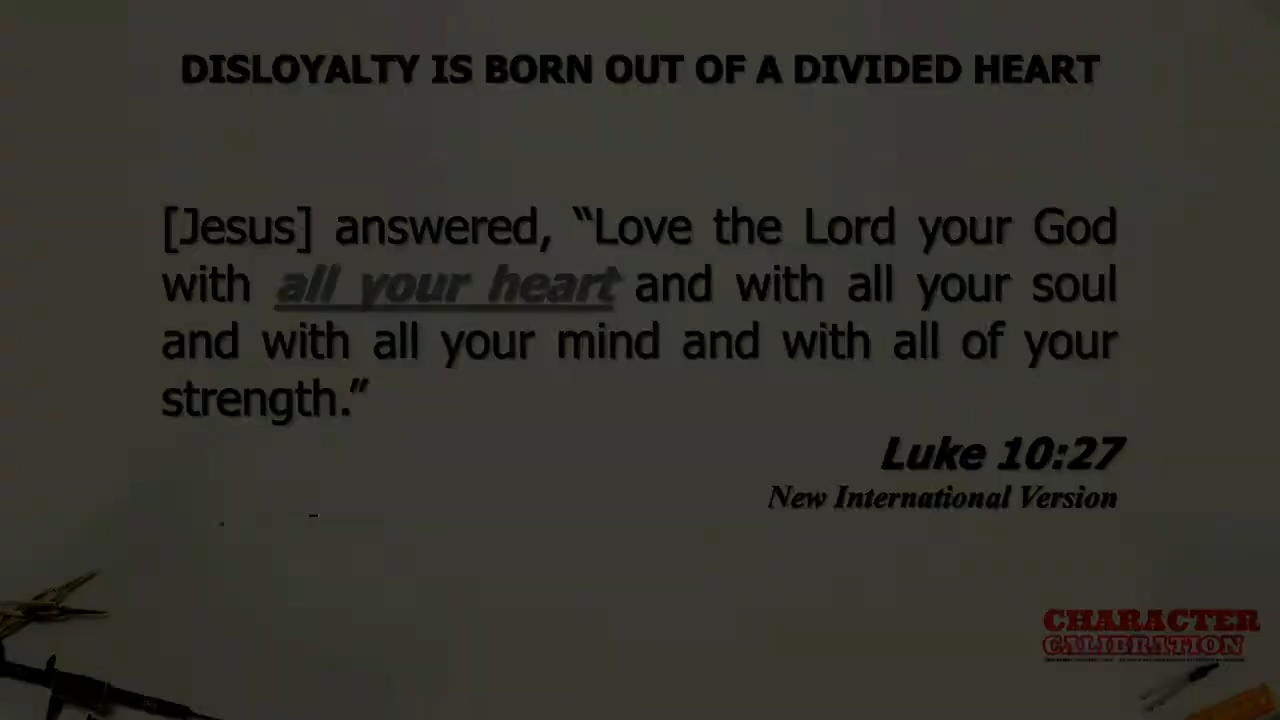 DISLOYALTY IS BORN OUT OF A DIVIDED HEART
[Jesus] answered, “Love the Lord your God
with all your heart and with all your soul
and with all your mind and with all of your
strength.”
Luke 10:27
New International Version
CHARACTER
CALIBRATION